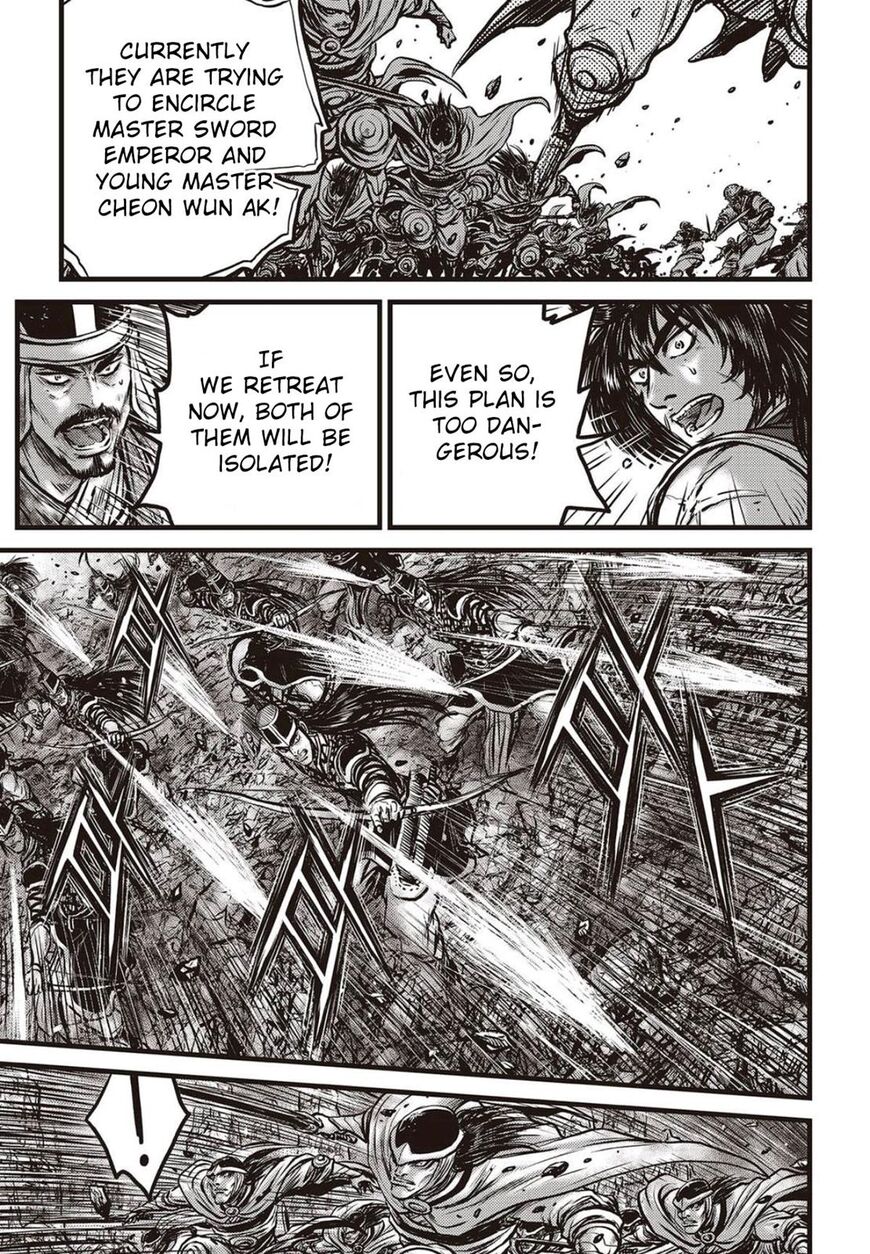 CURRENTLY
THEY ARE TRYING
TO ENCIRCLE
MASTER SWORD
EMPEROR AND
YOUNG MASTER
CHEON WUN AK!
IF
WE RETREAT
NOW, BOTH OF
THEM WILL BE
ISOLATED!
EVEN SO,
THIS PLAN IS
TOO DAN-
GEROUS!
!